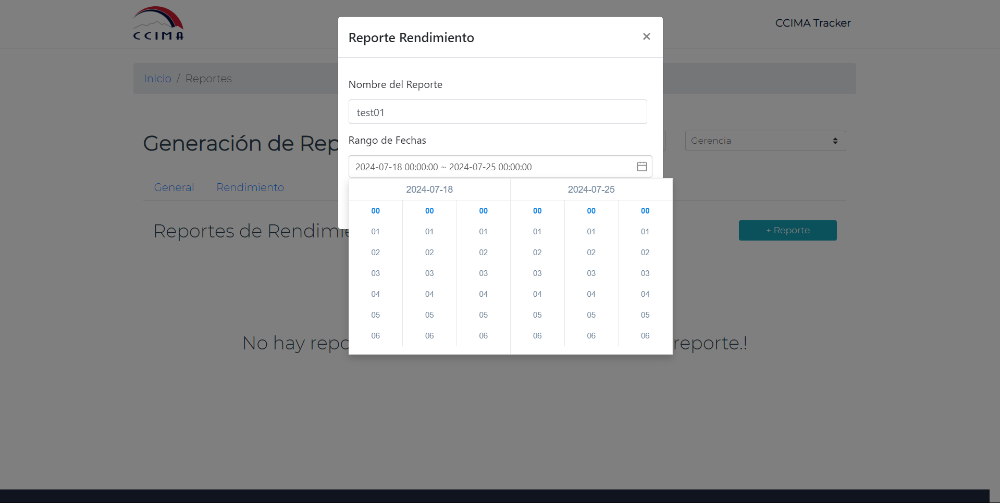 CCIMA
CCIMA Tracker
Reporte Rendimiento
×
Inicio / Reportes
Nombre del Reporte
test01
Generación de Rep
Rango de Fechas
Gerencia
2024-07-18 00:00:00 ~ 2024-07-25 00:00:00
General Rendimiento
2024-07-18 2024-07-25
00 00 00 00 00 00
Reportes de Rendimie
+ Reporte
01 01 01 01 01 01
02 02 02 02 02 02
03 03 03 03 03 03
04 04 04 04 04 04
05 05 05 05 05 05
06 06 06 06 06 06
No hay repo reporte.!